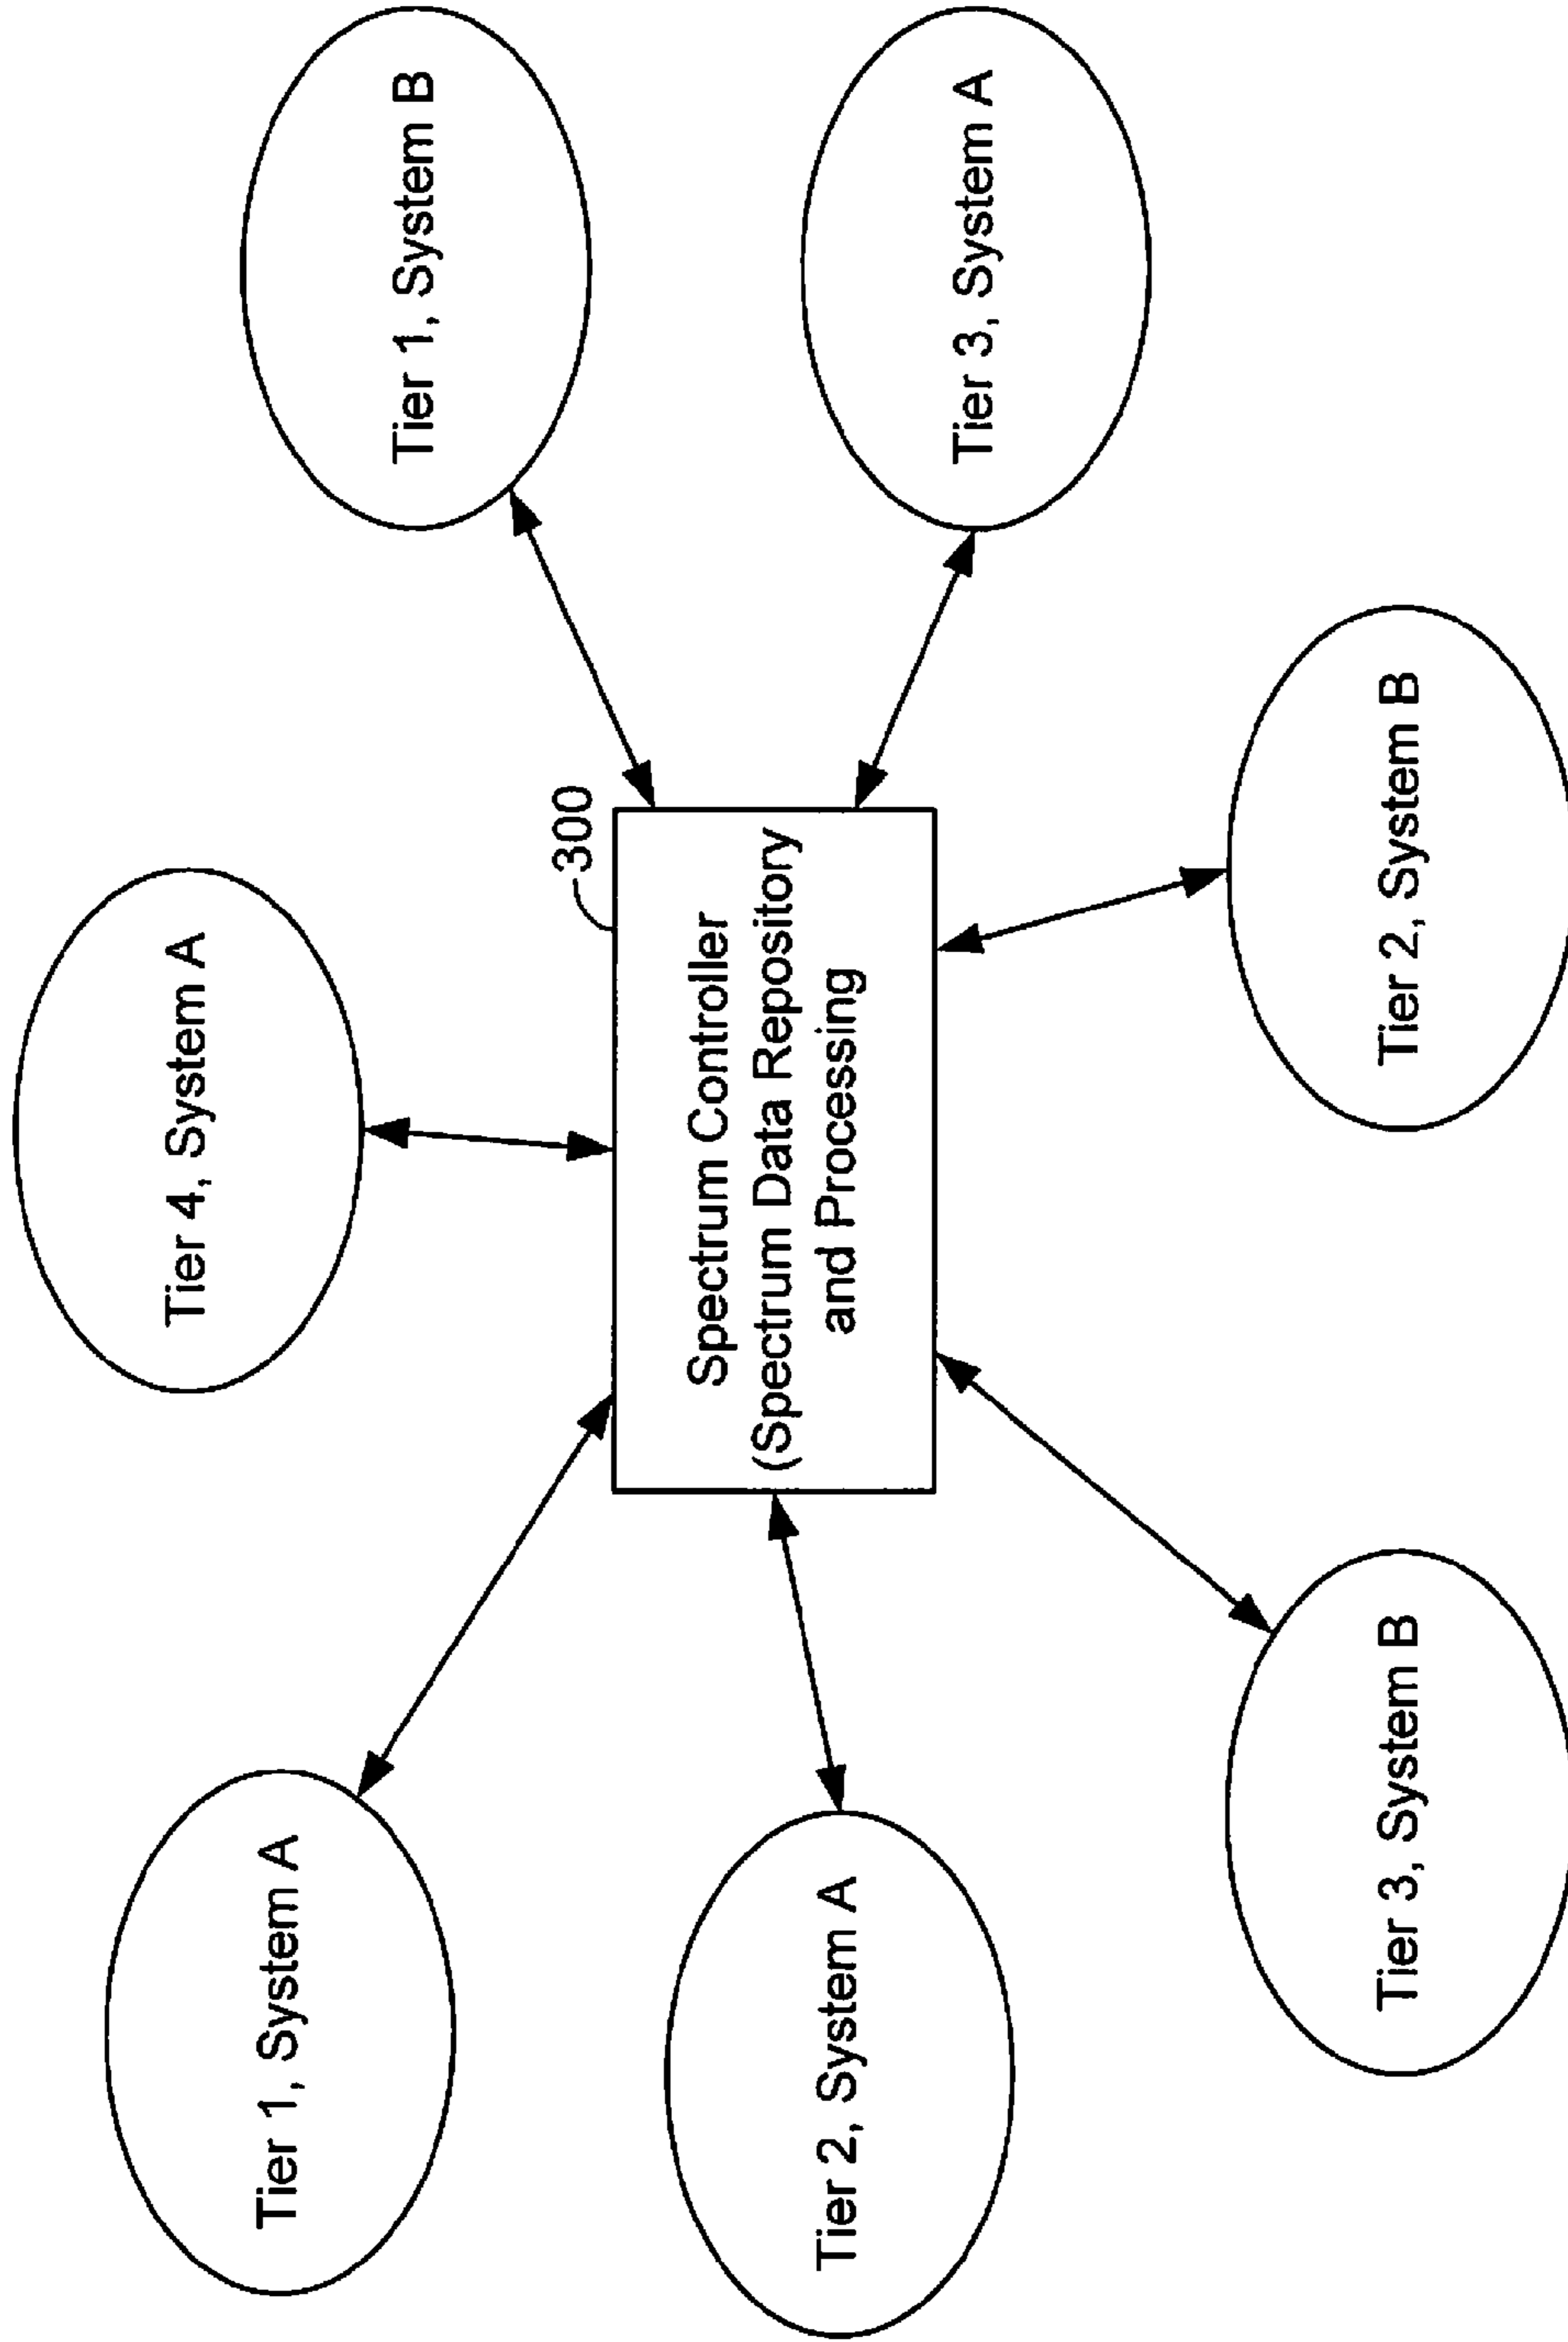 Tier 4, System A
Tier 1, System A
Tier 1, System B
300
Spectrum Controller
(Spectrum Data Repository
and Processing
Tier 2, System A
Tier 3, System A
Tier 3, System B
Tier 2, System B